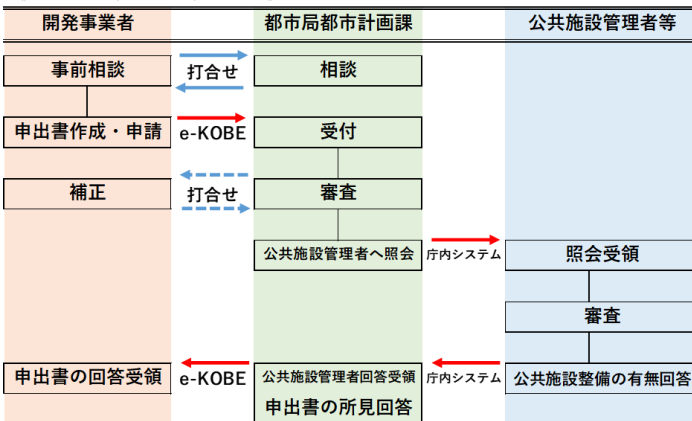 開発事業者 都市局都市計画課 公共施設管理者等
事前相談 打合せ 相談
申出書作成・申請 e-KOBE 受付
補正 打合せ 審査
公共施設管理者へ照会 庁内システム 照会受領
審査
申出書の回答受領 e-KOBE 公共施設管理者回答受領 庁内システム 公共施設整備の有無回答
申出書の所見回答